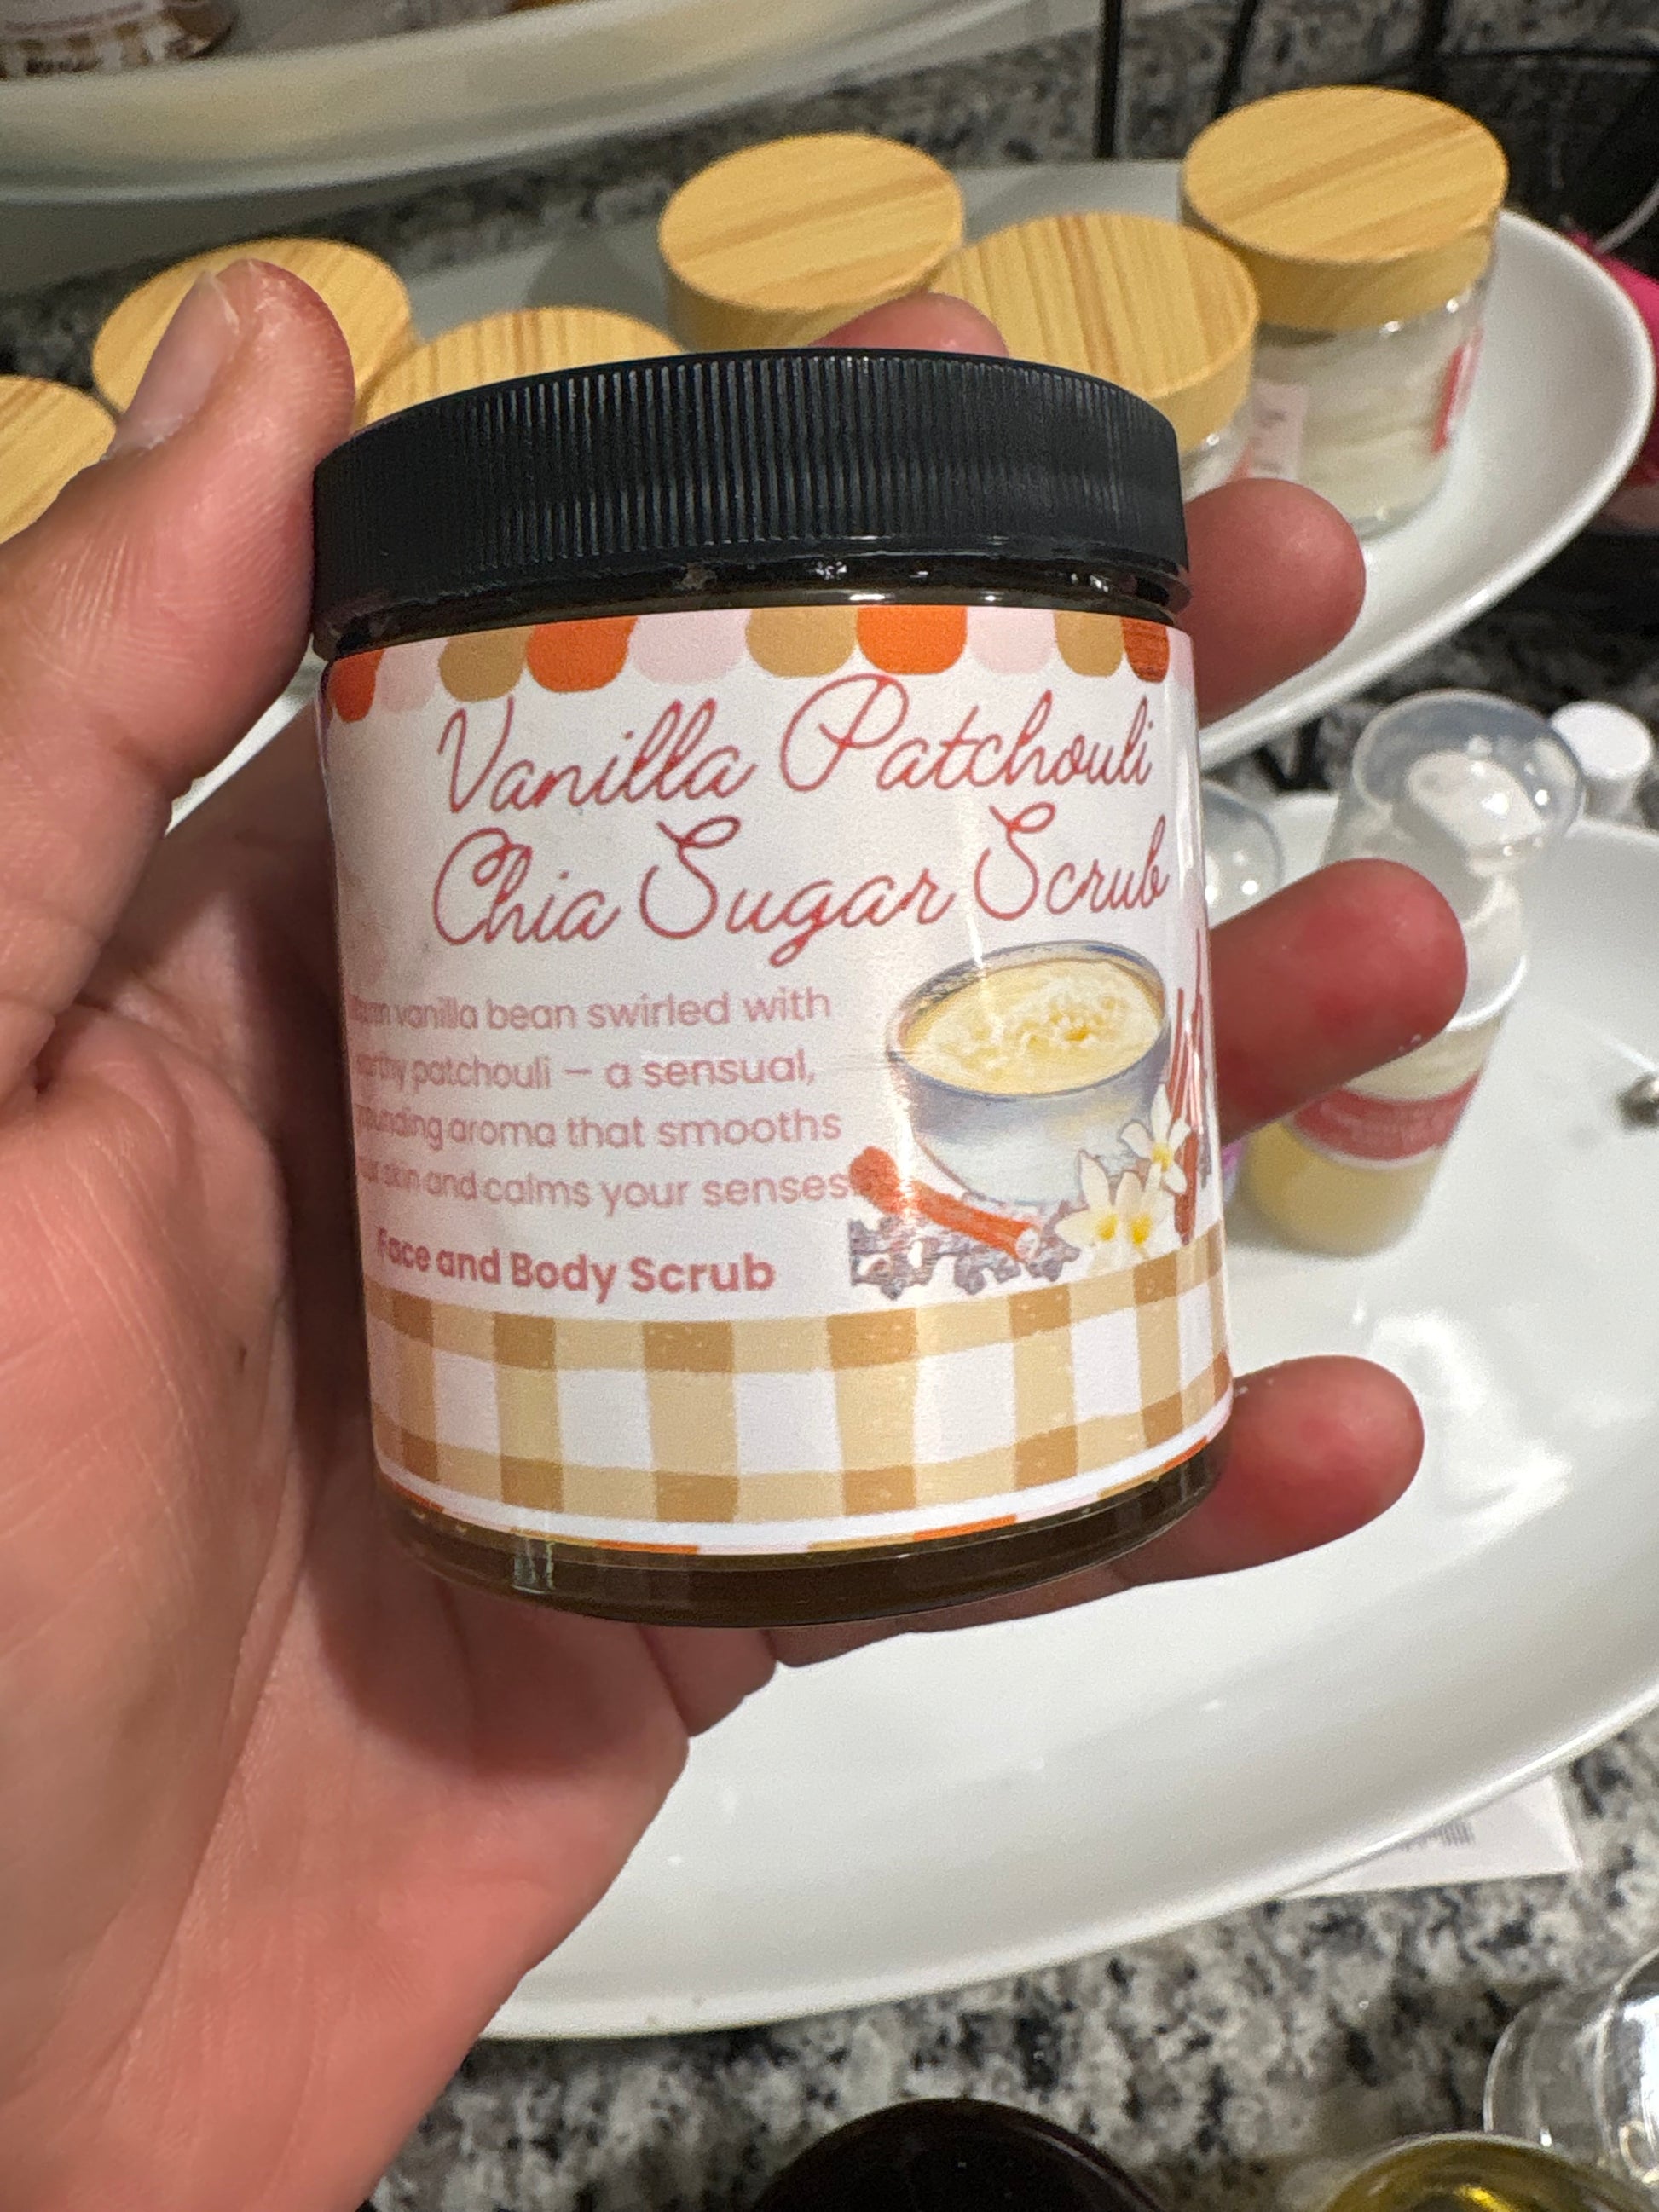 Vanilla Patchouli
Chia Sugar Scrub
vanilla bean swirled with
patchouli — a sensual,
aroma that smooths
skin and calms your senses.
Face and Body Scrub